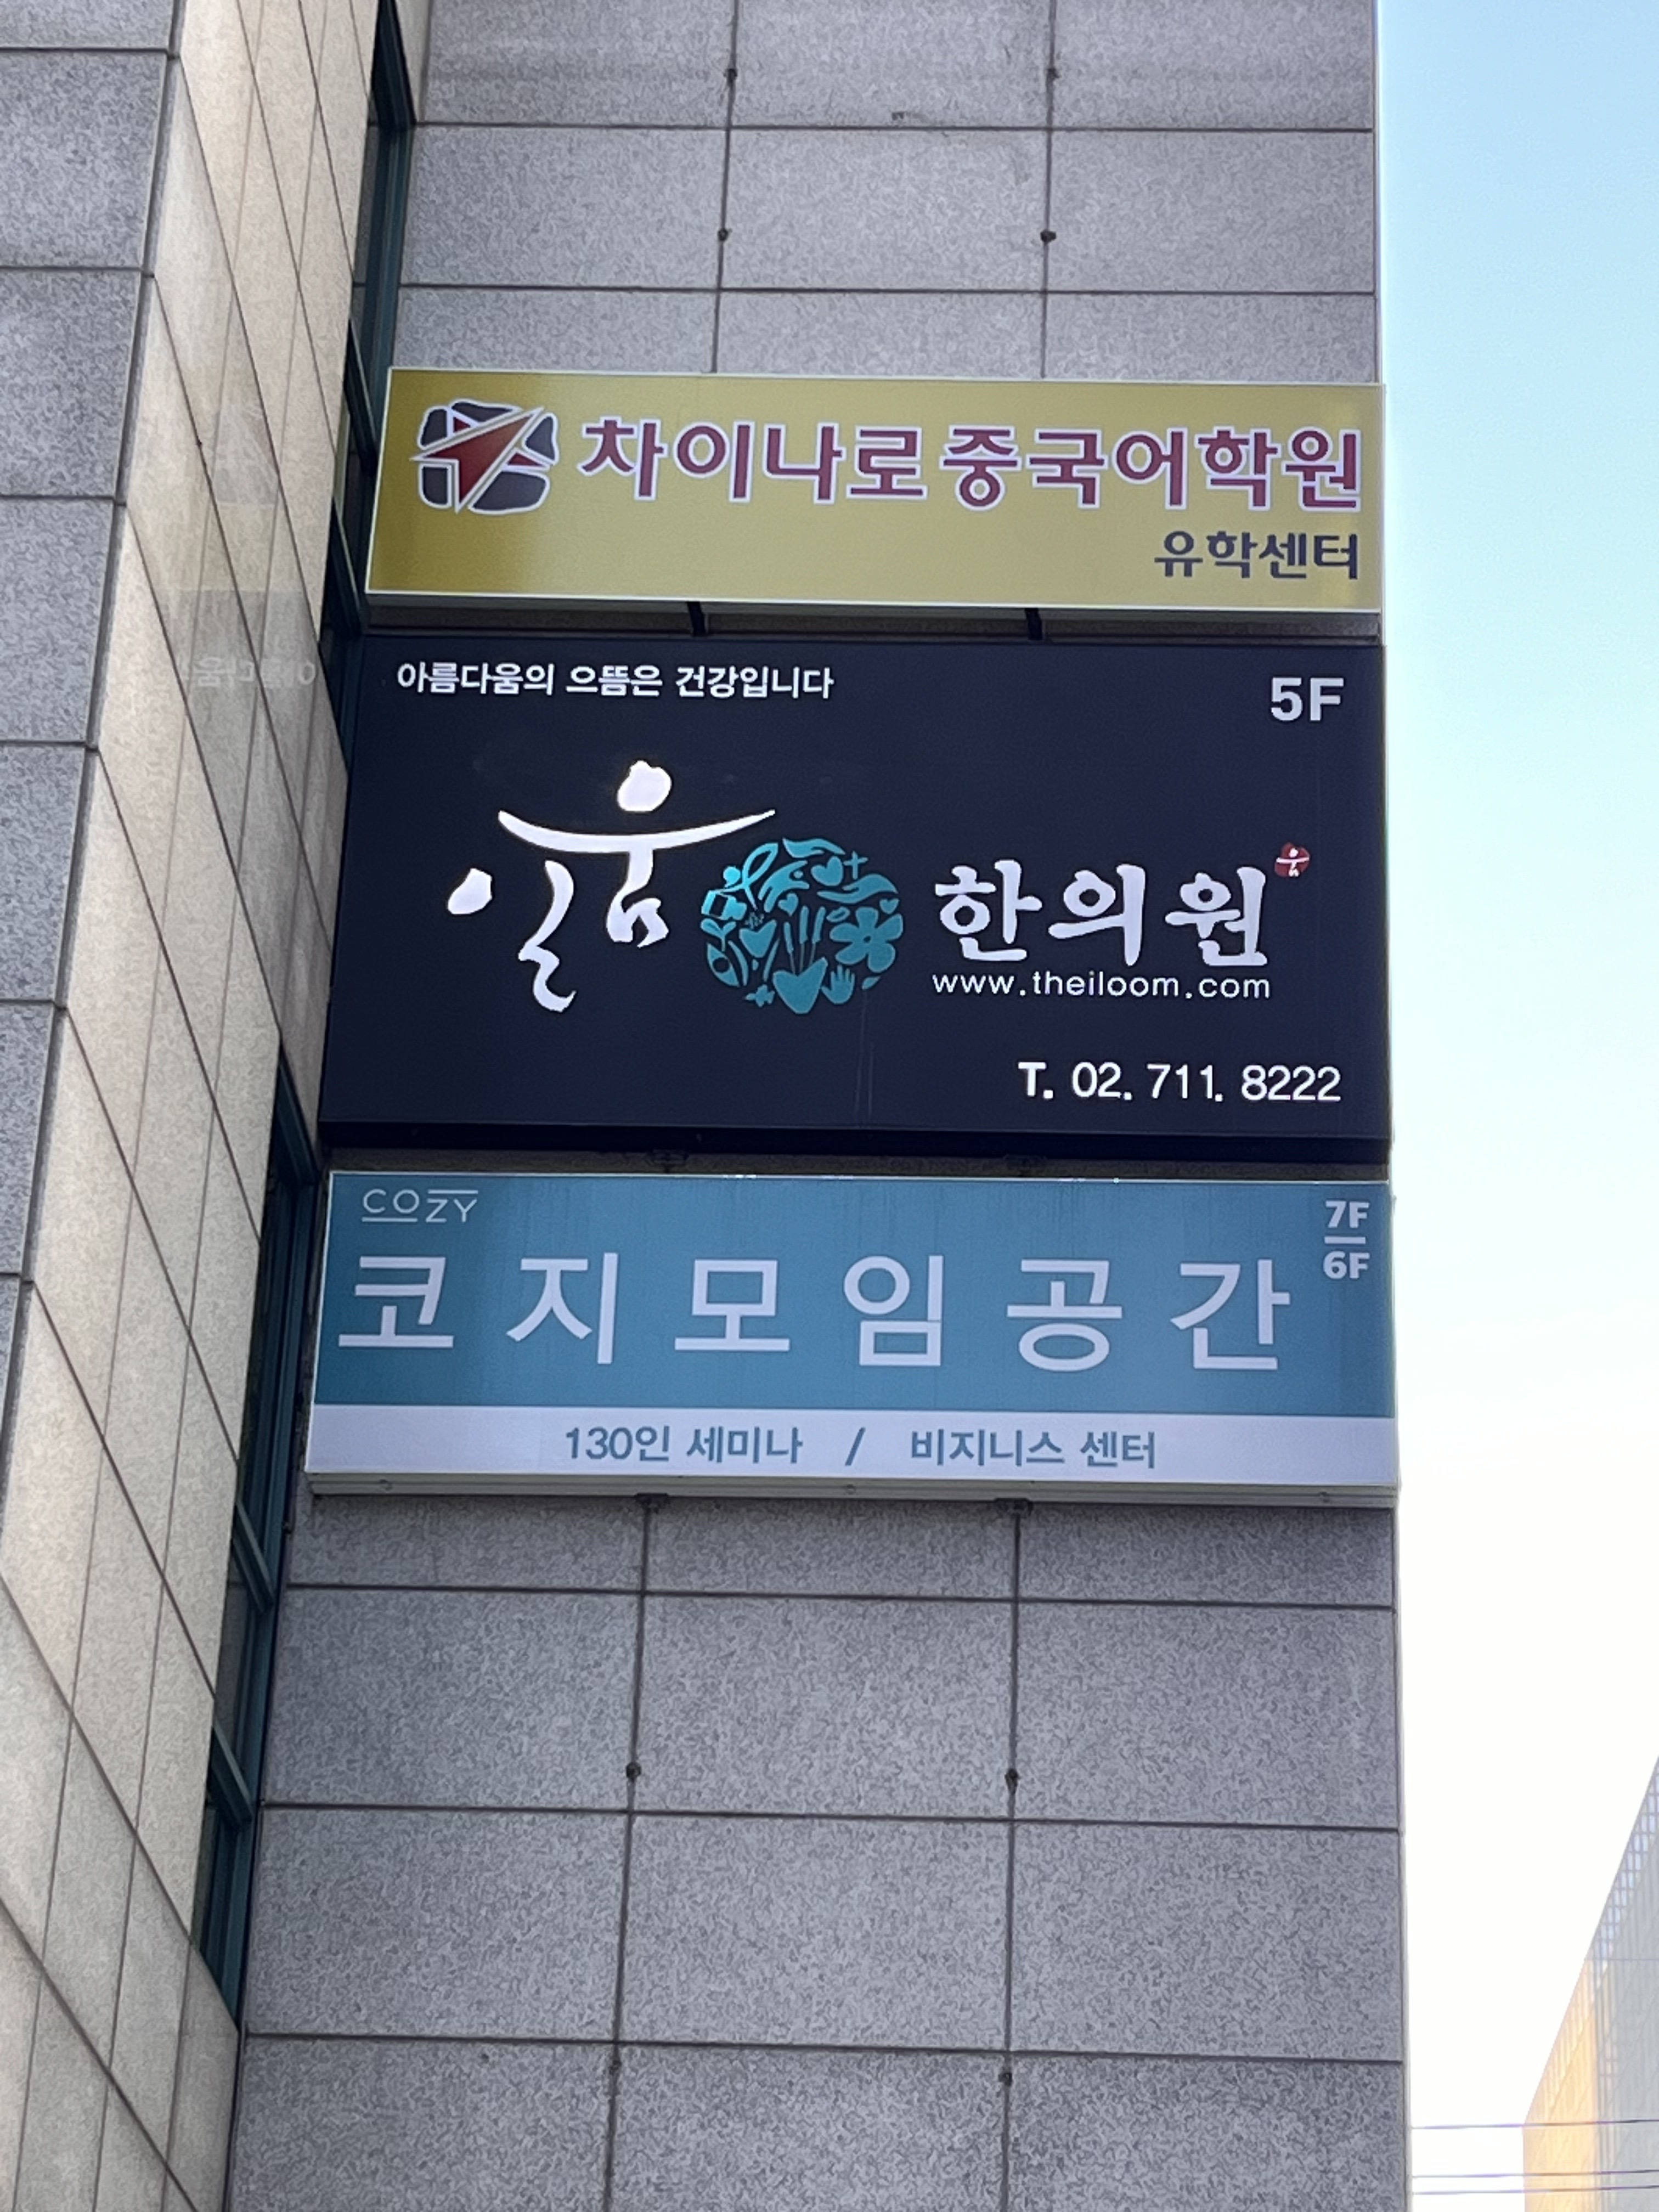 차이나로중국어학원
유학센터
아름다움의 으뜸은 건강입니다
5F
일움 한의원
www.theiloom.com
T. 02. 711. 8222
COZY
7F
6F
코지모임공간
130인 세미나 / 비지니스 센터